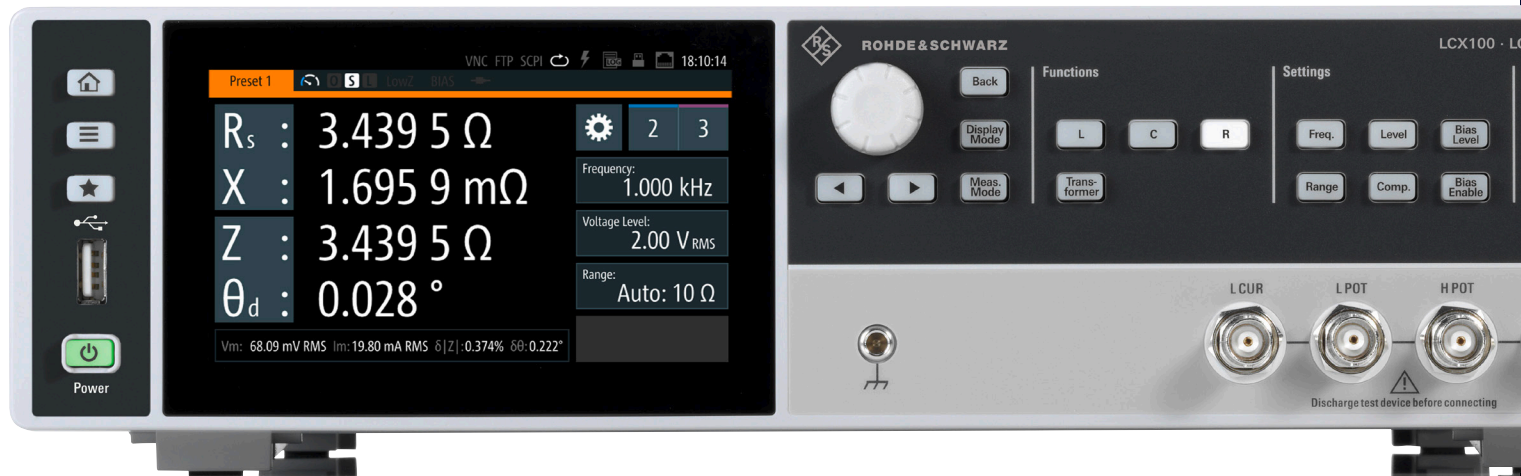 VNC FTP SCPI LOG 18:10:14
Preset 1 O S L LowZ BIAS
Rs : 3.439 5 Ω
X : 1.695 9 mΩ
Z : 3.439 5 Ω
θd : 0.028 °
Vm: 68.09 mV RMS Im: 19.80 mA RMS δ|Z|:0.374% δθ:0.222°
2 3
Frequency:
1.000 kHz
Voltage Level:
2.00 V RMS
Range:
Auto: 10 Ω
Power
R S
ROHDE & SCHWARZ
LCX100 · LC
Back
Display
Mode
Meas.
Mode
Functions
L C R
Trans-
former
Settings
Freq. Level Bias
Level
Range Comp. Bias
Enable
L CUR L POT H POT
Discharge test device before connecting